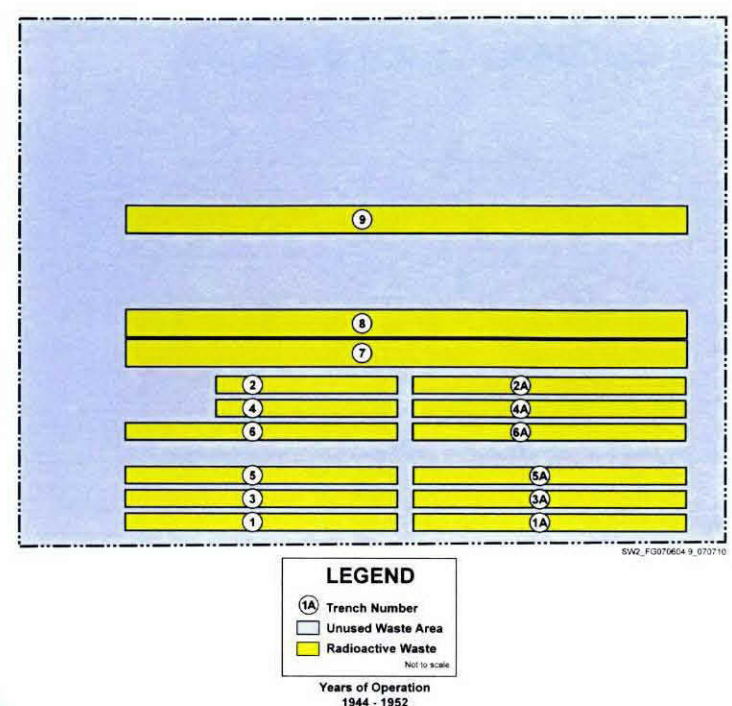 9
8
7
2 2A
4 4A
6 6A
5 5A
3 3A
1 1A
SW2_FG070604.9_070710
LEGEND
1A Trench Number
Unused Waste Area
Radioactive Waste
Not to scale
Years of Operation
1944 - 1952